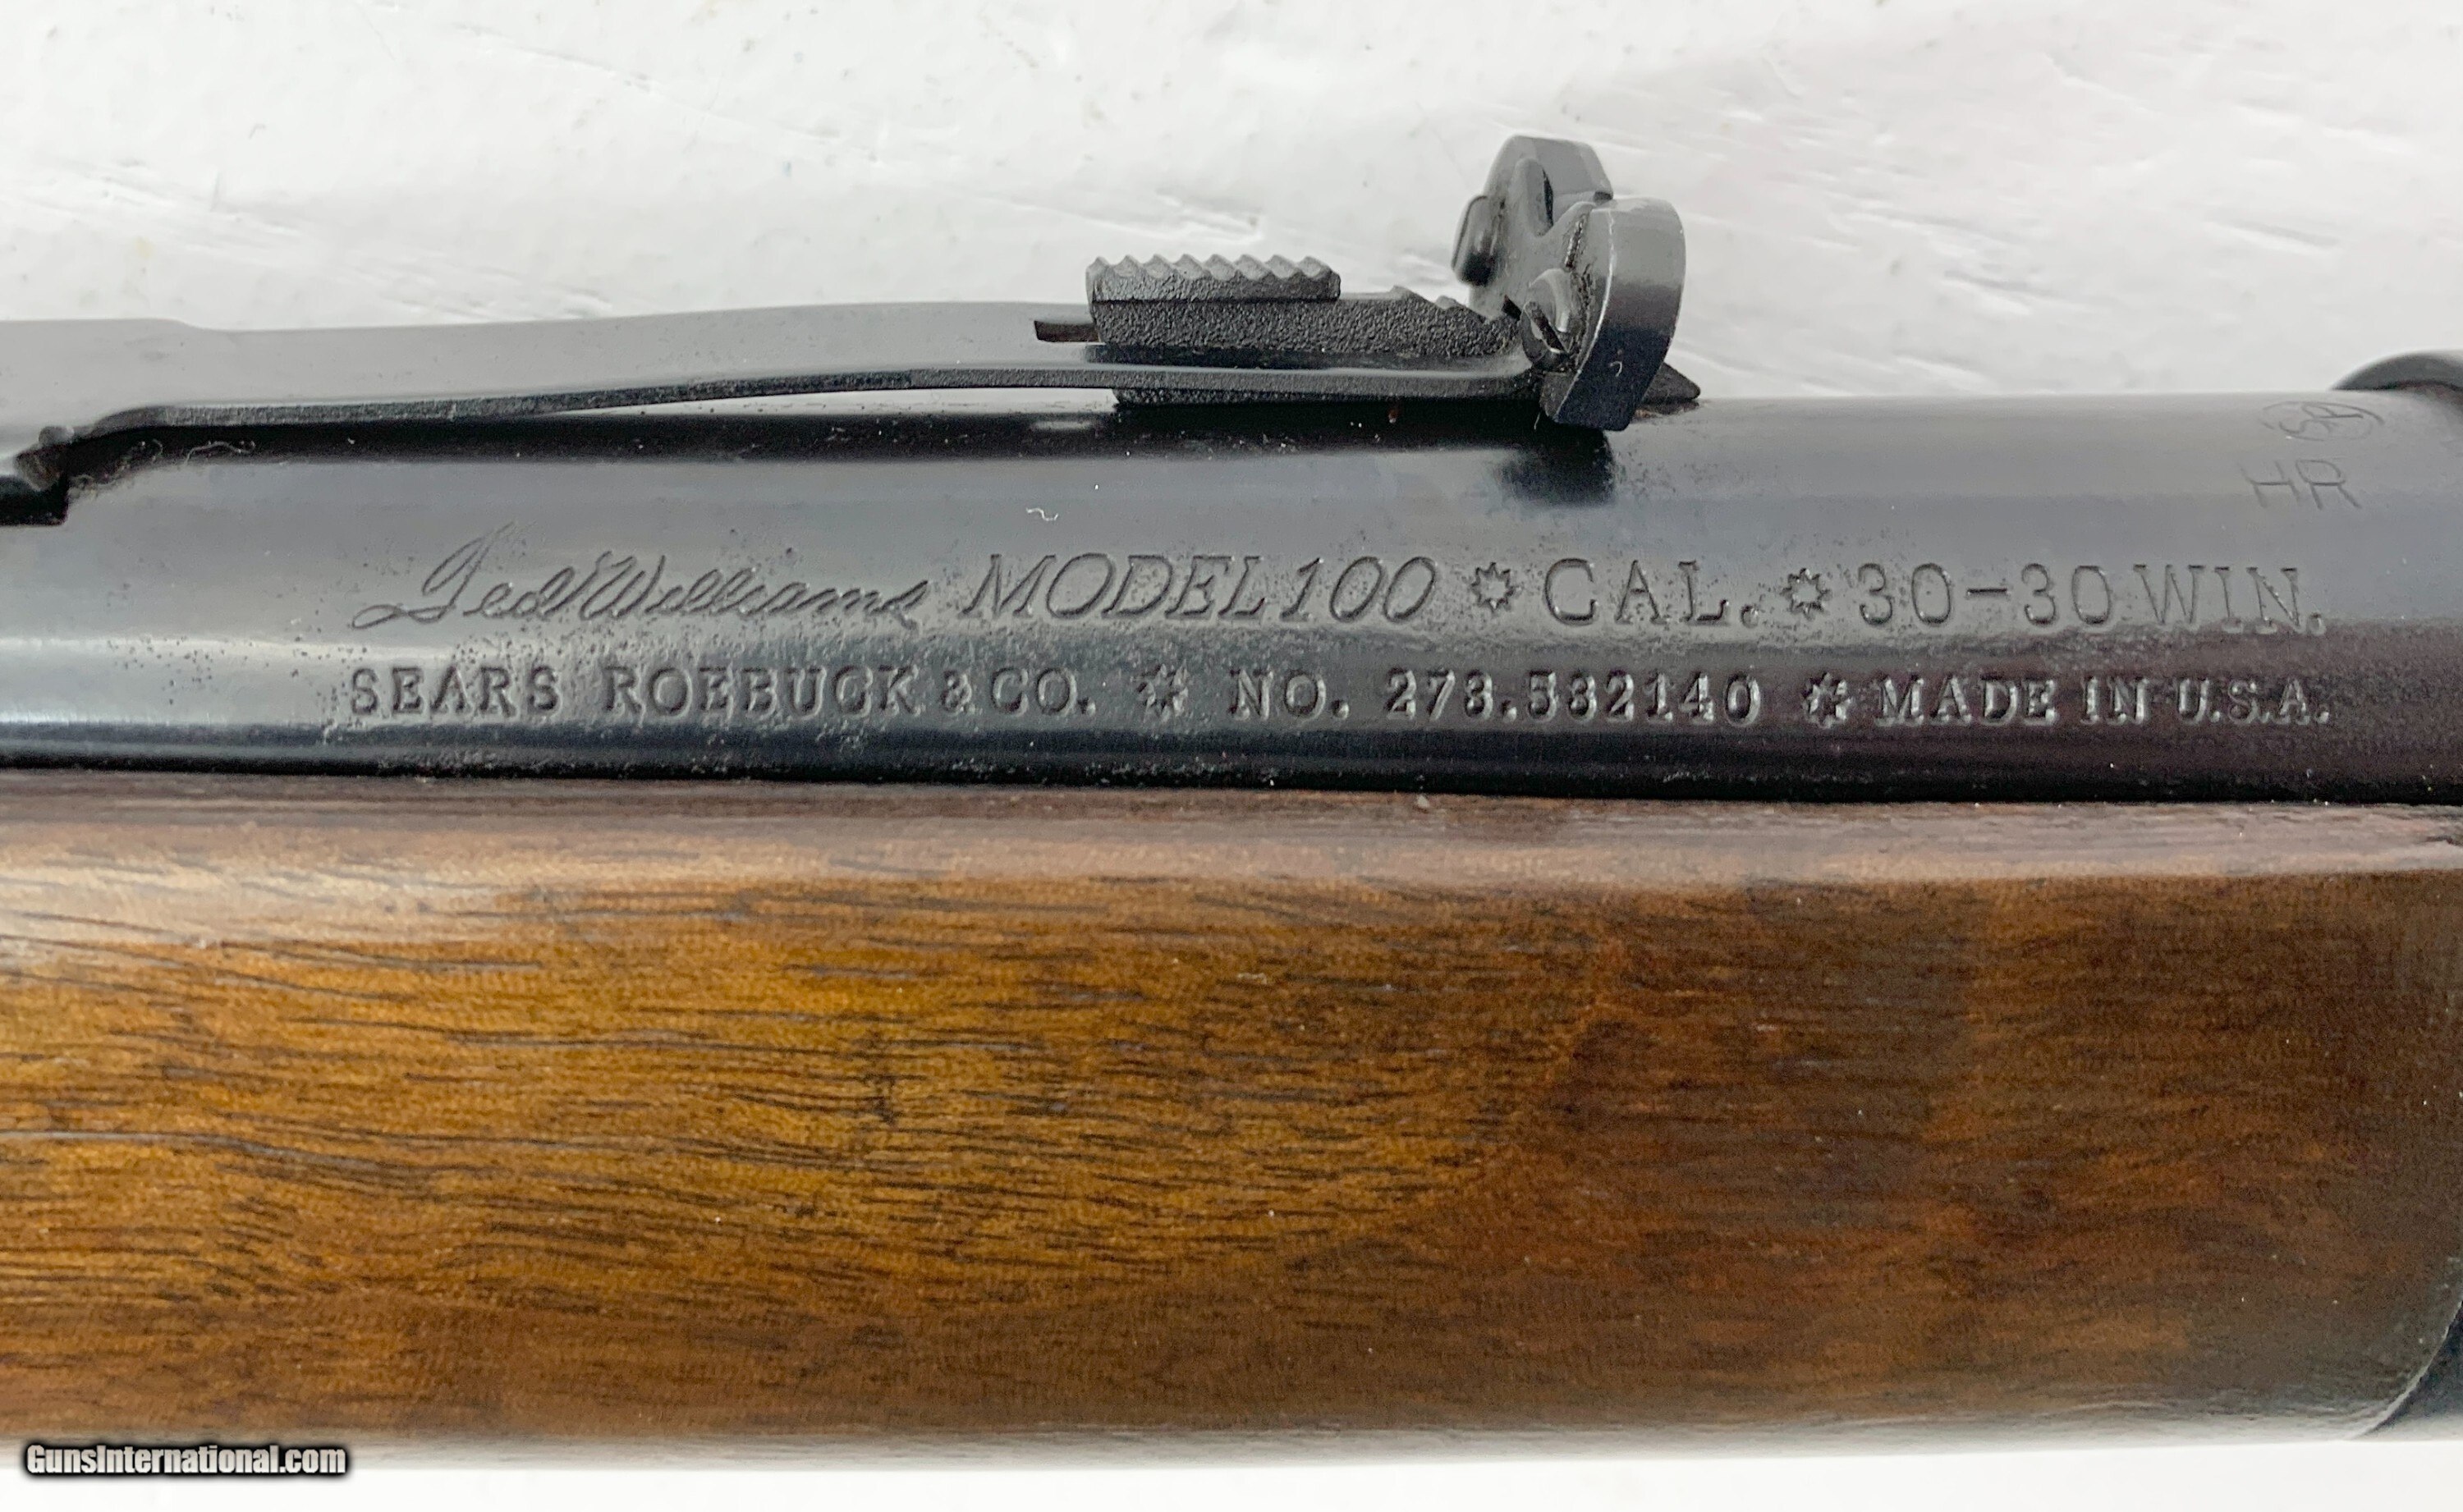 HR
Ted Williams MODEL 100 ✵ CAL. ✵ 30-30 WIN.
SEARS ROEBUCK & CO. ✵ NO. 273.532140 ✵ MADE IN U.S.A.
GunsInternational.com